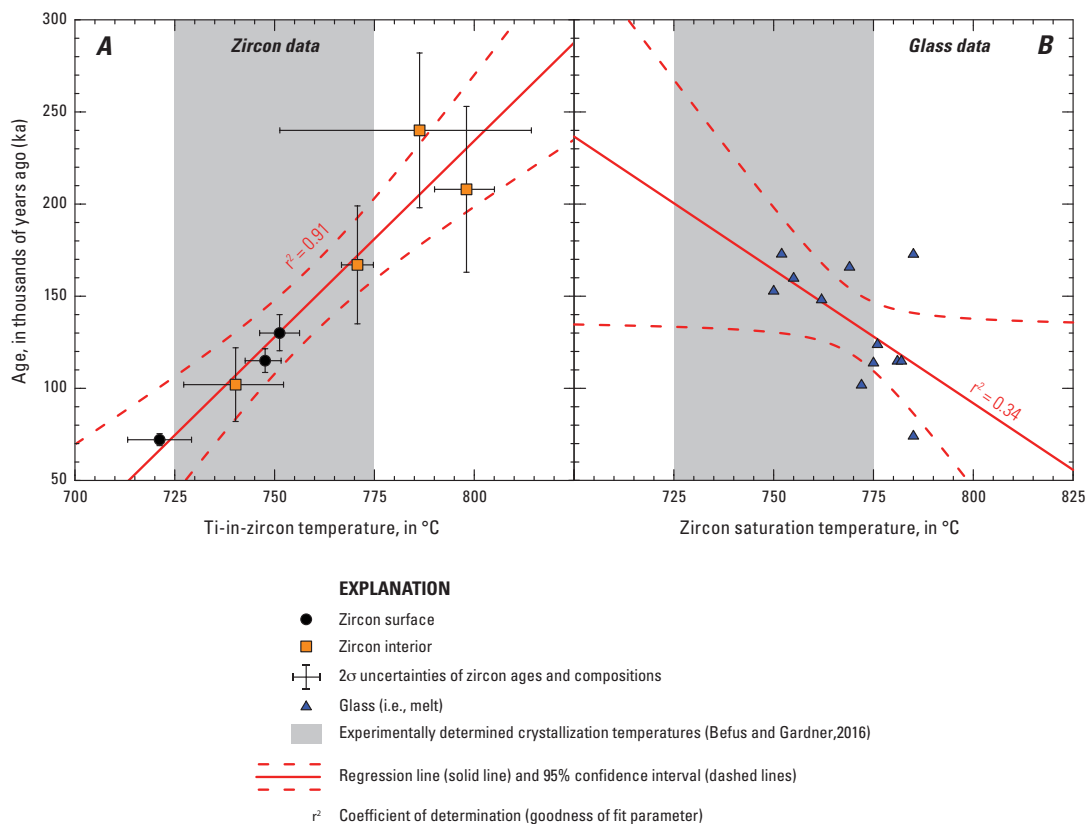 A
Zircon data
Glass data
B
300
250
200
150
100
50
Age, in thousands of years ago (ka)
r² = 0.91
r² = 0.34
700
725
750
775
800
725
750
775
800
825
Ti-in-zircon temperature, in °C
Zircon saturation temperature, in °C
EXPLANATION
Zircon surface
Zircon interior
2σ uncertainties of zircon ages and compositions
Glass (i.e., melt)
Experimentally determined crystallization temperatures (Befus and Gardner,2016)
Regression line (solid line) and 95% confidence interval (dashed lines)
r² Coefficient of determination (goodness of fit parameter)